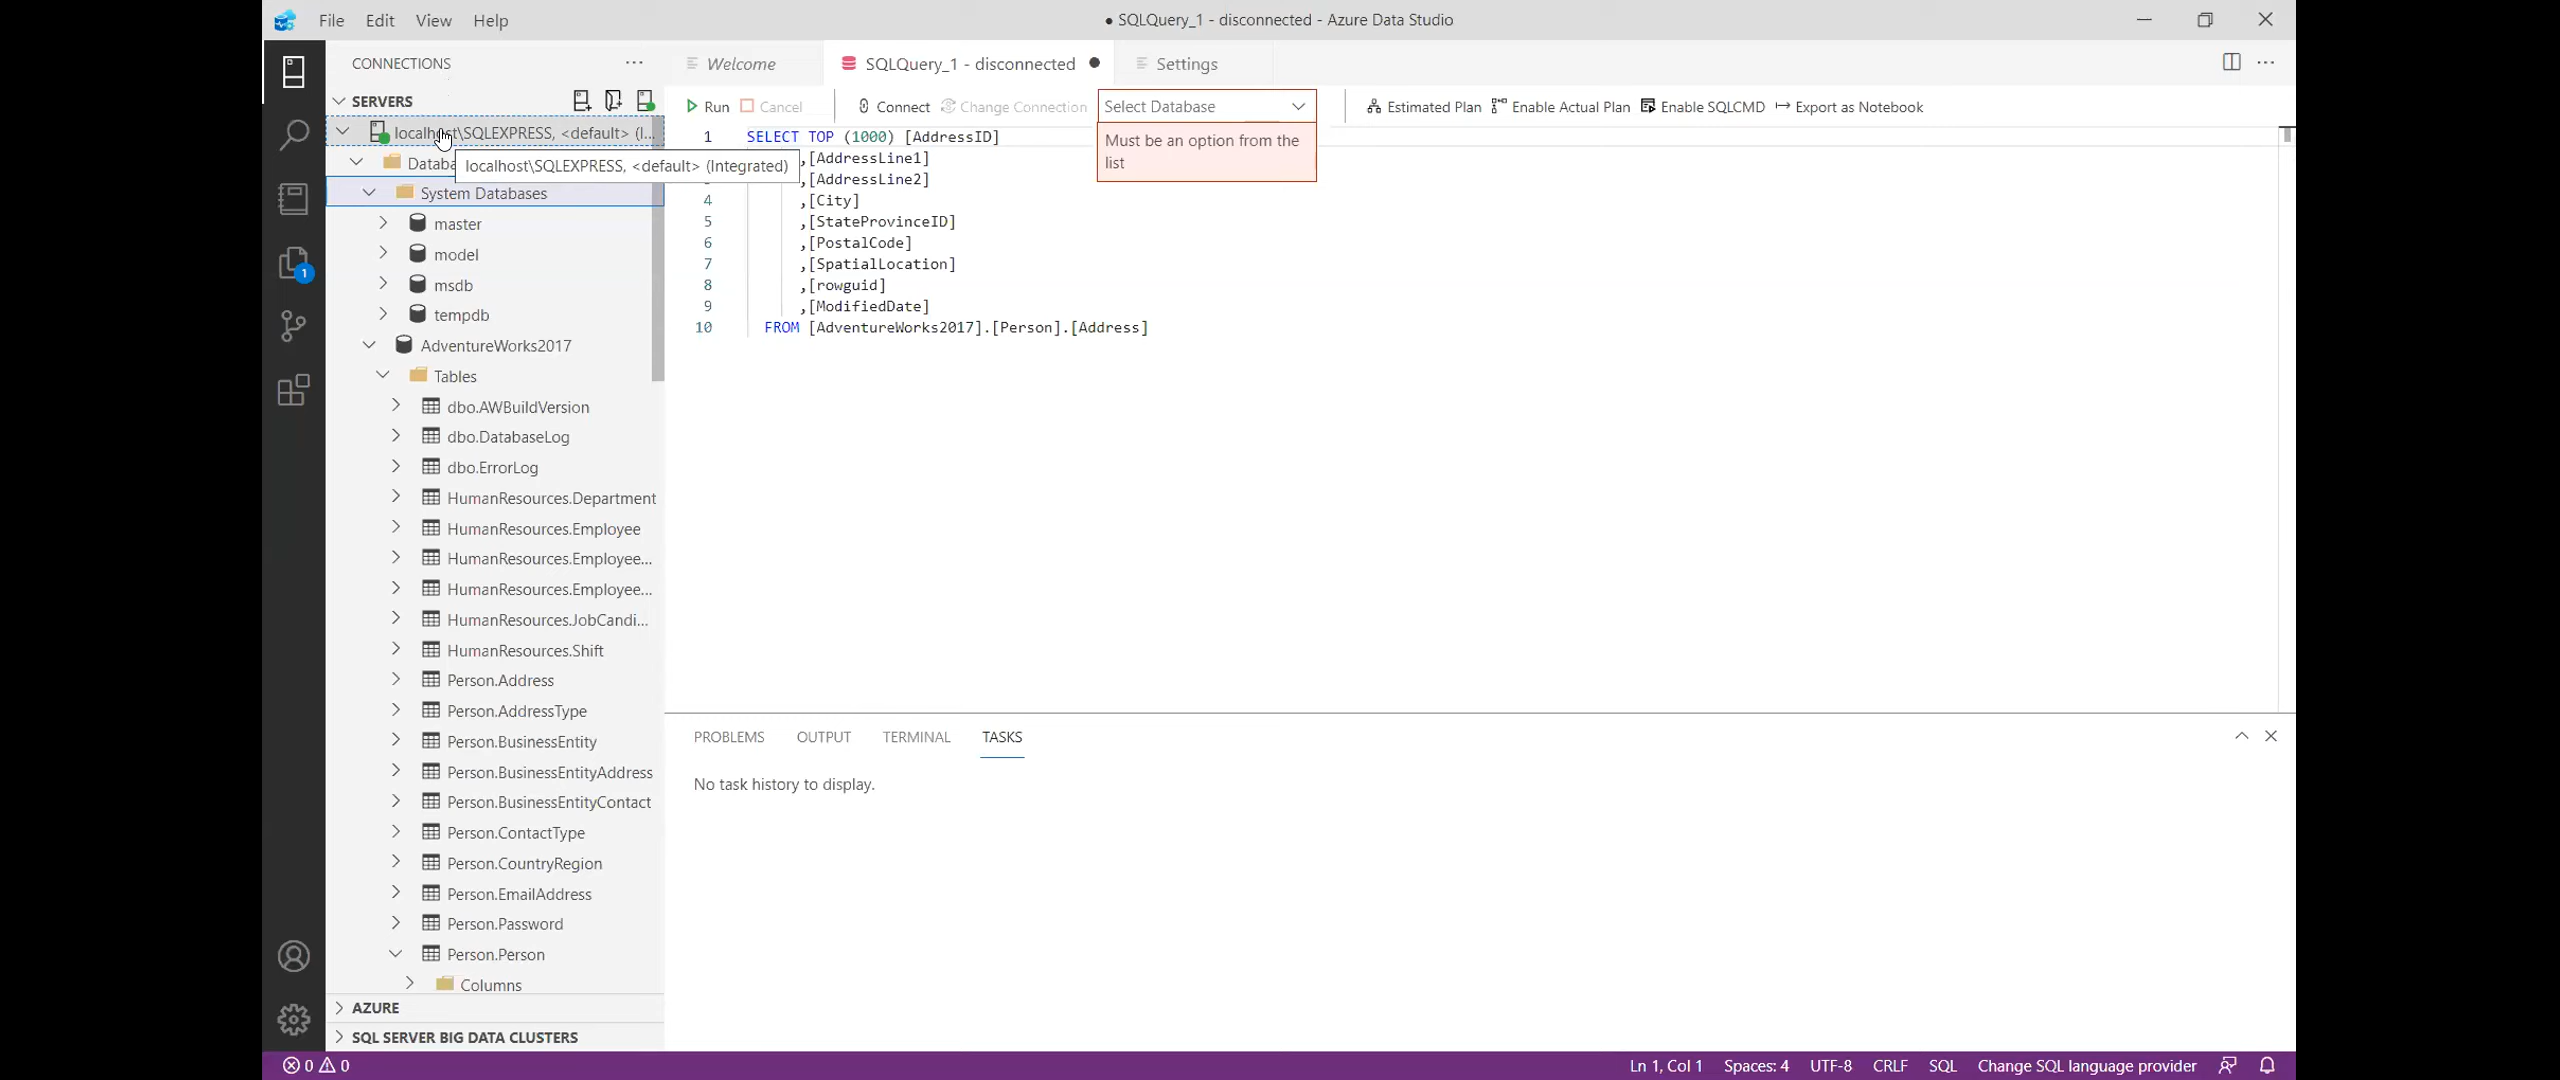 File Edit View Help
● SQLQuery_1 - disconnected - Azure Data Studio
CONNECTIONS
Welcome
SQLQuery_1 - disconnected
Settings
SERVERS
Run
Cancel
Connect
Change Connection
Select Database
Estimated Plan
Enable Actual Plan
Enable SQLCMD
Export as Notebook
Must be an option from the
list
localhost\SQLEXPRESS, <default> (I...
localhost\SQLEXPRESS, <default> (Integrated)
System Databases
master
model
msdb
tempdb
AdventureWorks2017
Tables
dbo.AWBuildVersion
dbo.DatabaseLog
dbo.ErrorLog
HumanResources.Department
HumanResources.Employee
HumanResources.Employee...
HumanResources.Employee...
HumanResources.JobCandi...
HumanResources.Shift
Person.Address
Person.AddressType
Person.BusinessEntity
Person.BusinessEntityAddress
Person.BusinessEntityContact
Person.ContactType
Person.CountryRegion
Person.EmailAddress
Person.Password
Person.Person
Columns
AZURE
SQL SERVER BIG DATA CLUSTERS
1 SELECT TOP (1000) [AddressID]
,[AddressLine1]
,[AddressLine2]
4 ,[City]
5 ,[StateProvinceID]
6 ,[PostalCode]
7 ,[SpatialLocation]
8 ,[rowguid]
9 ,[ModifiedDate]
10 FROM [AdventureWorks2017].[Person].[Address]
1
PROBLEMS OUTPUT TERMINAL TASKS
No task history to display.
0 0
Ln 1, Col 1 Spaces: 4 UTF-8 CRLF SQL Change SQL language provider